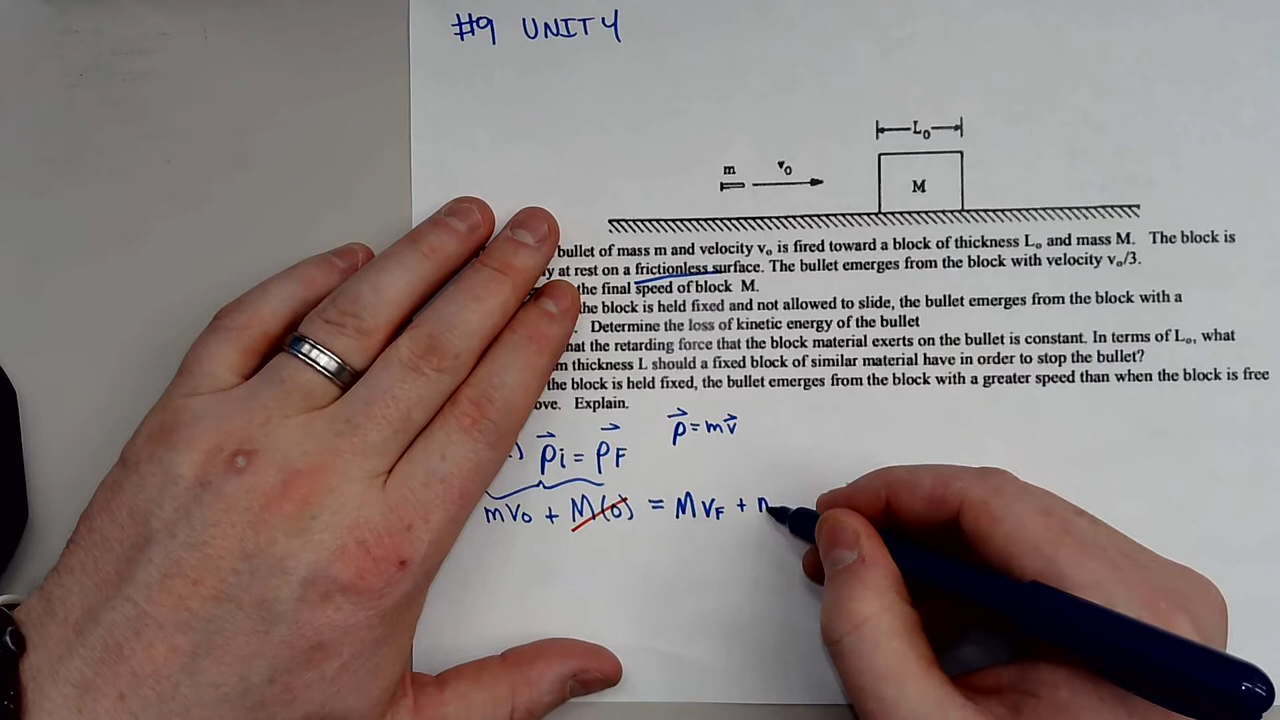 #9 UNIT 4
L₀
m v₀
M
bullet of mass m and velocity v₀ is fired toward a block of thickness L₀ and mass M. The block is
y at rest on a frictionless surface. The bullet emerges from the block with velocity v₀/3.
the final speed of block M.
the block is held fixed and not allowed to slide, the bullet emerges from the block with a
. Determine the loss of kinetic energy of the bullet
hat the retarding force that the block material exerts on the bullet is constant. In terms of L₀, what
m thickness L should a fixed block of similar material have in order to stop the bullet?
the block is held fixed, the bullet emerges from the block with a greater speed than when the block is free
ove. Explain.
p⃗ = mv⃗
.) p⃗i = p⃗F
mv₀ + M(0) = MvF +